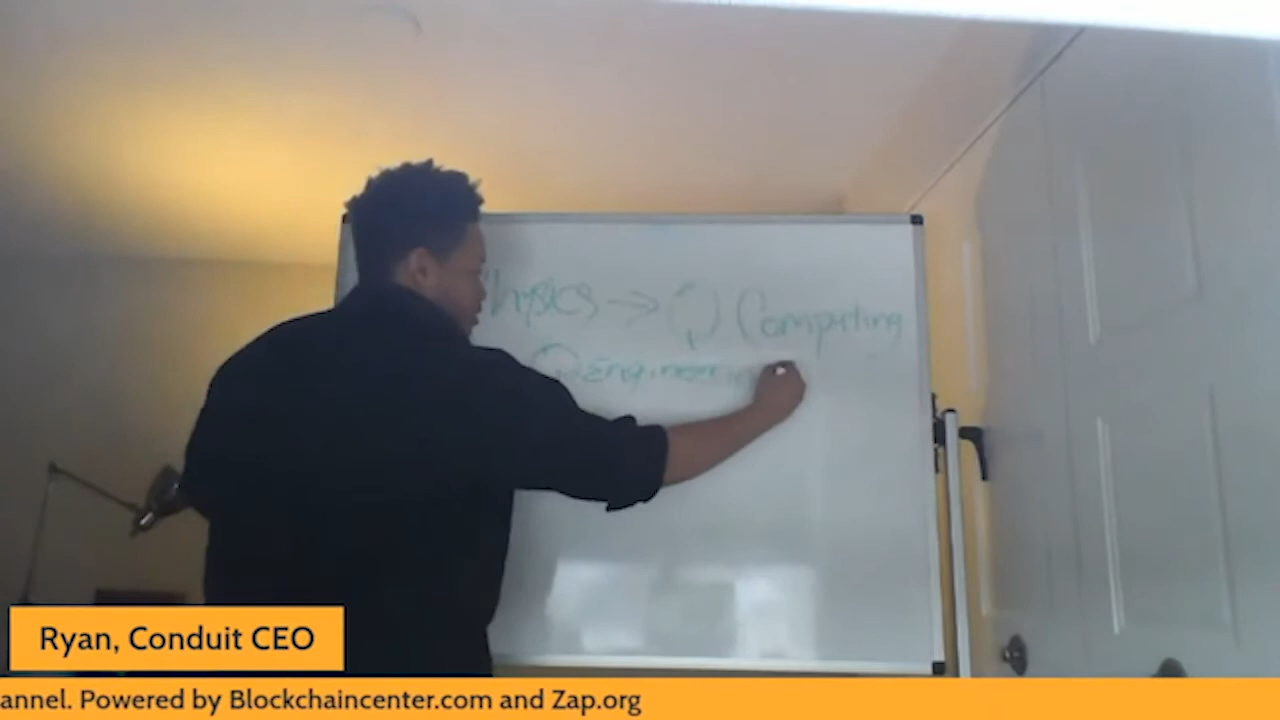 hysics → Q Computing
Q Engineer
Ryan, Conduit CEO
annel. Powered by Blockchaincenter.com and Zap.org